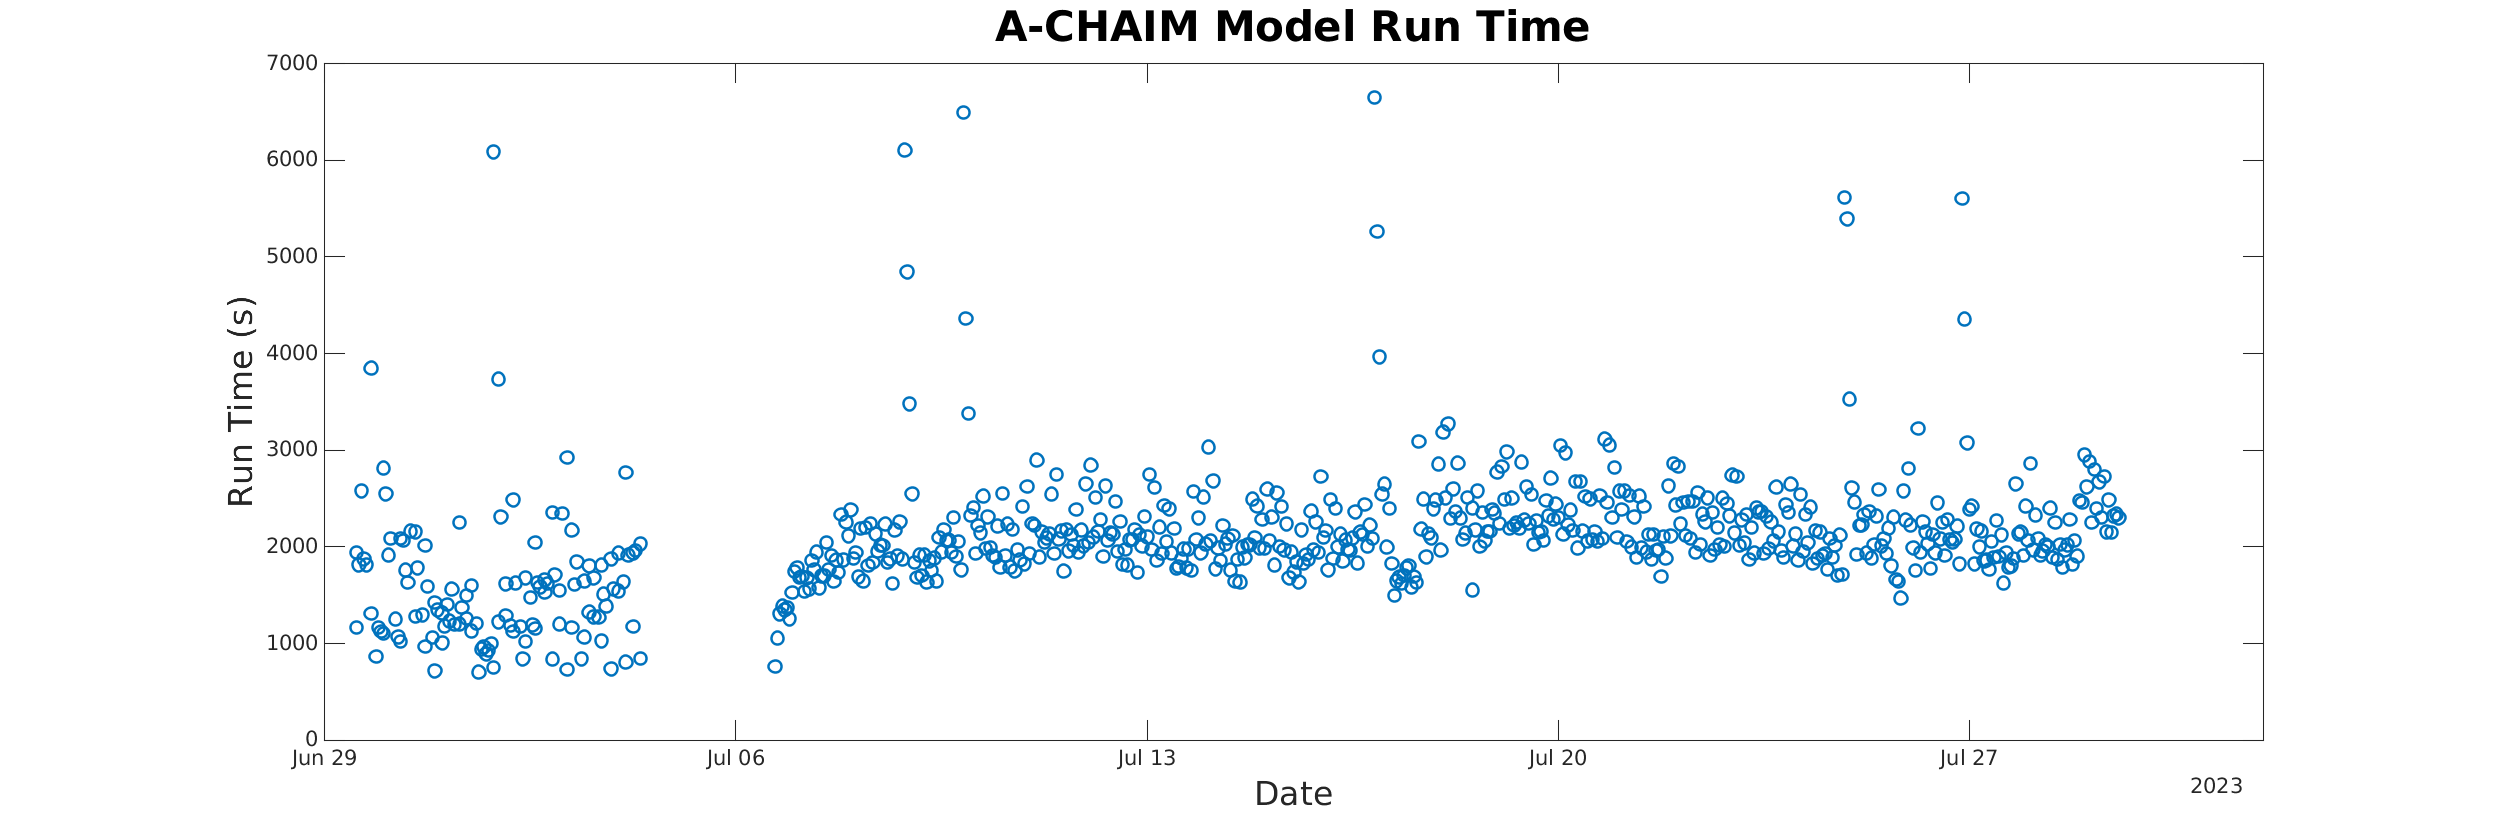 A-CHAIM Model Run Time
7000
6000
5000
4000
3000
2000
1000
0
Run Time (s)
Jun 29
Jul 06
Jul 13
Jul 20
Jul 27
2023
Date